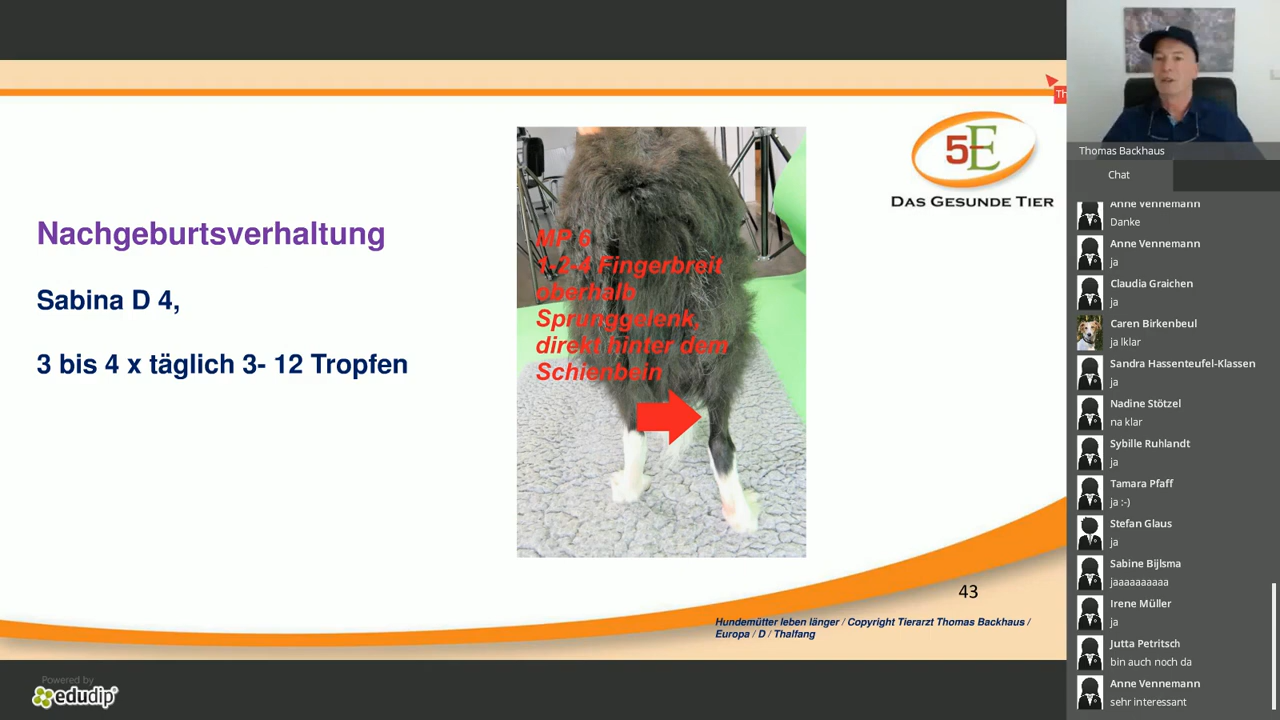 Nachgeburtsverhaltung
Sabina D 4,
3 bis 4 x täglich 3- 12 Tropfen
MP 6
1-2-4 Fingerbreit
oberhalb
Sprunggelenk,
direkt hinter dem
Schienbein
5E
DAS GESUNDE TIER
43
Hundemütter leben länger / Copyright Tierarzt Thomas Backhaus /
Europa / D / Thalfang
Powered by
edudip
Th
Thomas Backhaus
Chat
Anne Vennemann
Danke
Anne Vennemann
ja
Claudia Graichen
ja
Caren Birkenbeul
ja lklar
Sandra Hassenteufel-Klassen
ja
Nadine Stötzel
na klar
Sybille Ruhlandt
ja
Tamara Pfaff
ja :-)
Stefan Glaus
ja
Sabine Bijlsma
jaaaaaaaaaa
Irene Müller
ja
Jutta Petritsch
bin auch noch da
Anne Vennemann
sehr interessant